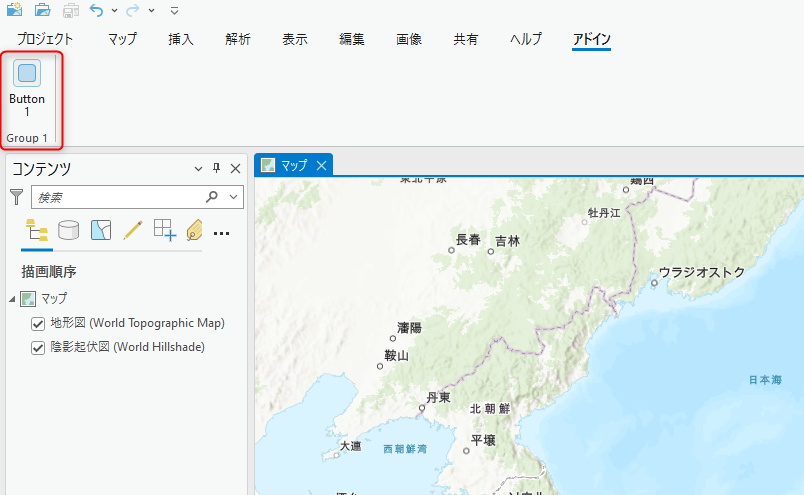 プロジェクト マップ 挿入 解析 表示 編集 画像 共有 ヘルプ アドイン
Button
1
Group 1
コンテンツ
マップ
検索
描画順序
マップ
地形図 (World Topographic Map)
陰影起伏図 (World Hillshade)
鶏西
牡丹江
長春
吉林
ウラジオストク
瀋陽
鞍山
日本海
丹東
北朝鮮
大連
西朝鮮湾
平壌